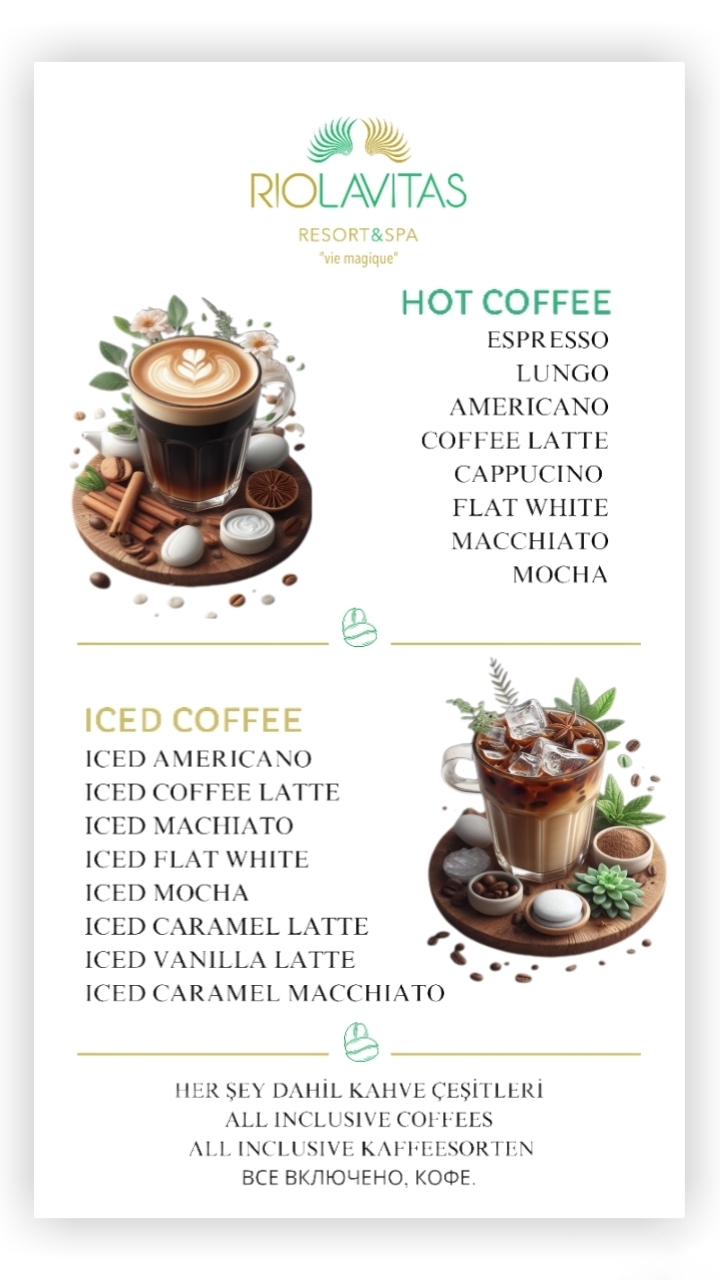 RIOLAVITAS
RESORT&SPA
"vie magique"
HOT COFFEE
ESPRESSO
LUNGO
AMERICANO
COFFEE LATTE
CAPPUCINO
FLAT WHITE
MACCHIATO
MOCHA
ICED COFFEE
ICED AMERICANO
ICED COFFEE LATTE
ICED MACHIATO
ICED FLAT WHITE
ICED MOCHA
ICED CARAMEL LATTE
ICED VANILLA LATTE
ICED CARAMEL MACCHIATO
HER ŞEY DAHİL KAHVE ÇEŞİTLERİ
ALL INCLUSIVE COFFEES
ALL INCLUSIVE KAFFEESORTEN
ВСЕ ВКЛЮЧЕНО, КОФЕ.